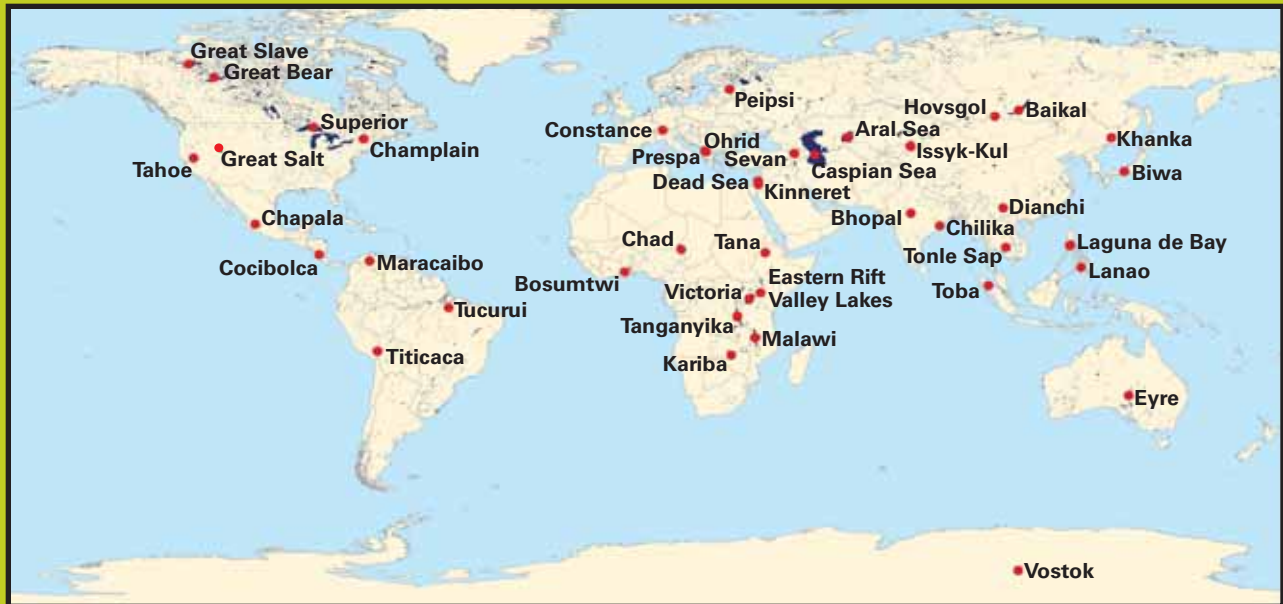 Great Slave
Great Bear
Superior
Champlain
Great Salt
Tahoe
Chapala
Cocibolca
Maracaibo
Tucurui
Titicaca
Peipsi
Constance
Ohrid
Prespa
Sevan
Dead Sea
Kinneret
Aral Sea
Caspian Sea
Issyk-Kul
Hovsgol
Baikal
Khanka
Biwa
Bhopal
Chilika
Dianchi
Tonle Sap
Laguna de Bay
Lanao
Toba
Chad
Tana
Bosumtwi
Victoria
Eastern Rift
Valley Lakes
Tanganyika
Malawi
Kariba
Eyre
Vostok